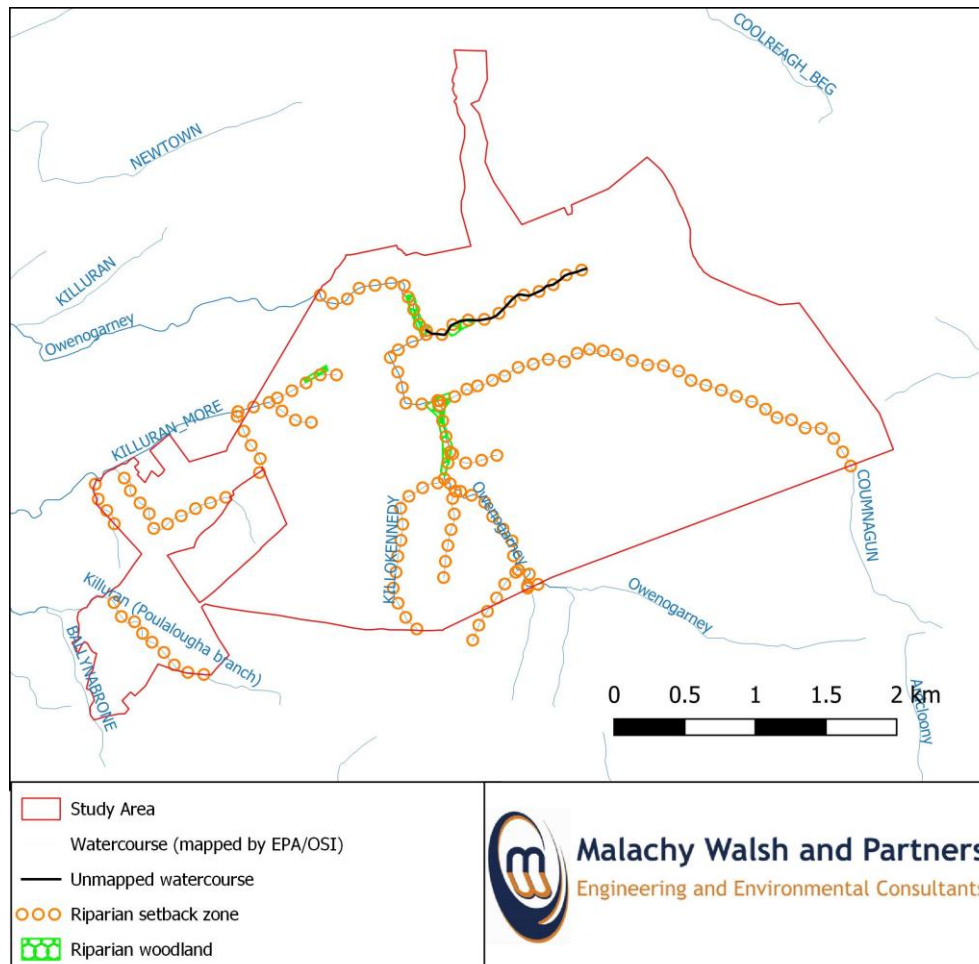 COOLREAGH_BEG
NEWTOWN
KILLURAN
Owenogarney
KILLURAN_MORE
COUMNAGUN
Owenogarney
KILLOKENNEDY
Owenogarney
Killuran (Poulalougha branch)
BALLYNABRONE
0 0.5 1 1.5 2 km
Study Area
Watercourse (mapped by EPA/OSI)
Unmapped watercourse
Riparian setback zone
Riparian woodland
Malachy Walsh and Partners
Engineering and Environmental Consultants